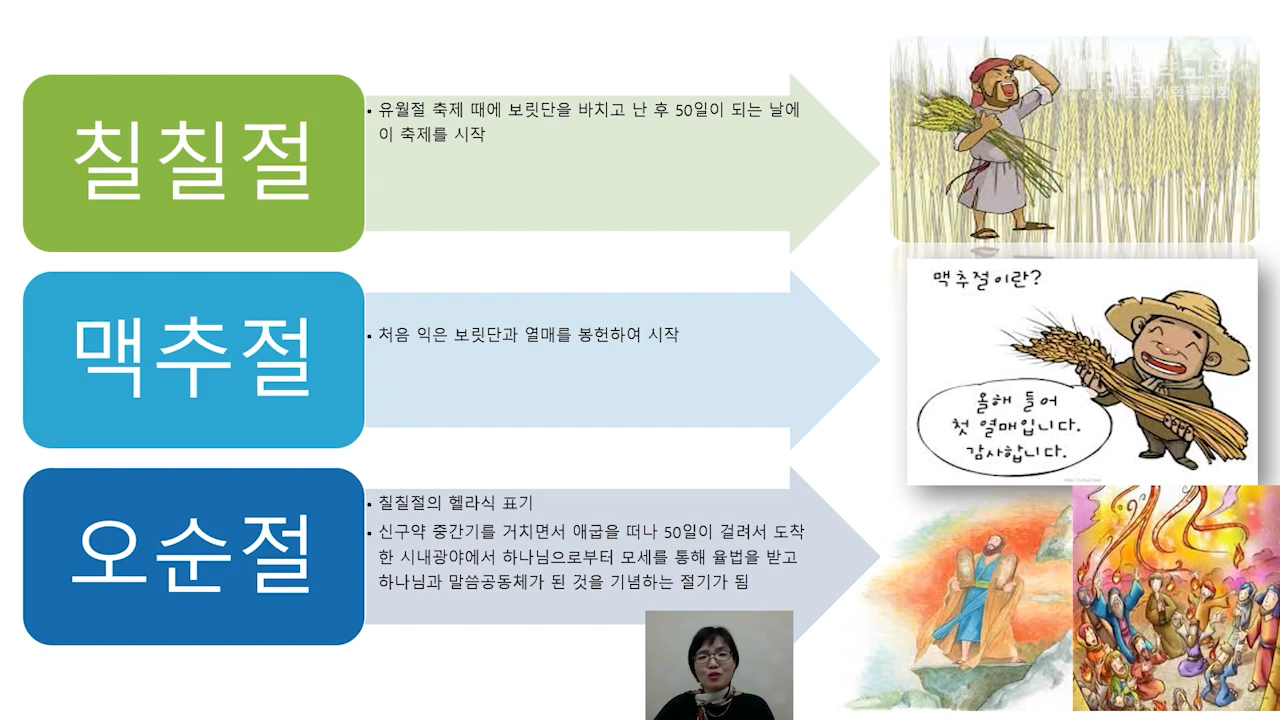 칠칠절
• 유월절 축제 때에 보릿단을 바치고 난 후 50일이 되는 날에
이 축제를 시작
맥추절
• 처음 익은 보릿단과 열매를 봉헌하여 시작
오순절
• 칠칠절의 헬라식 표기
• 신구약 중간기를 거치면서 애굽을 떠나 50일이 걸려서 도착
한 시내광야에서 하나님으로부터 모세를 통해 율법을 받고
하나님과 말씀공동체가 된 것을 기념하는 절기가 됨
맥추절이란?
올해 들어
첫 열매입니다.
감사합니다.